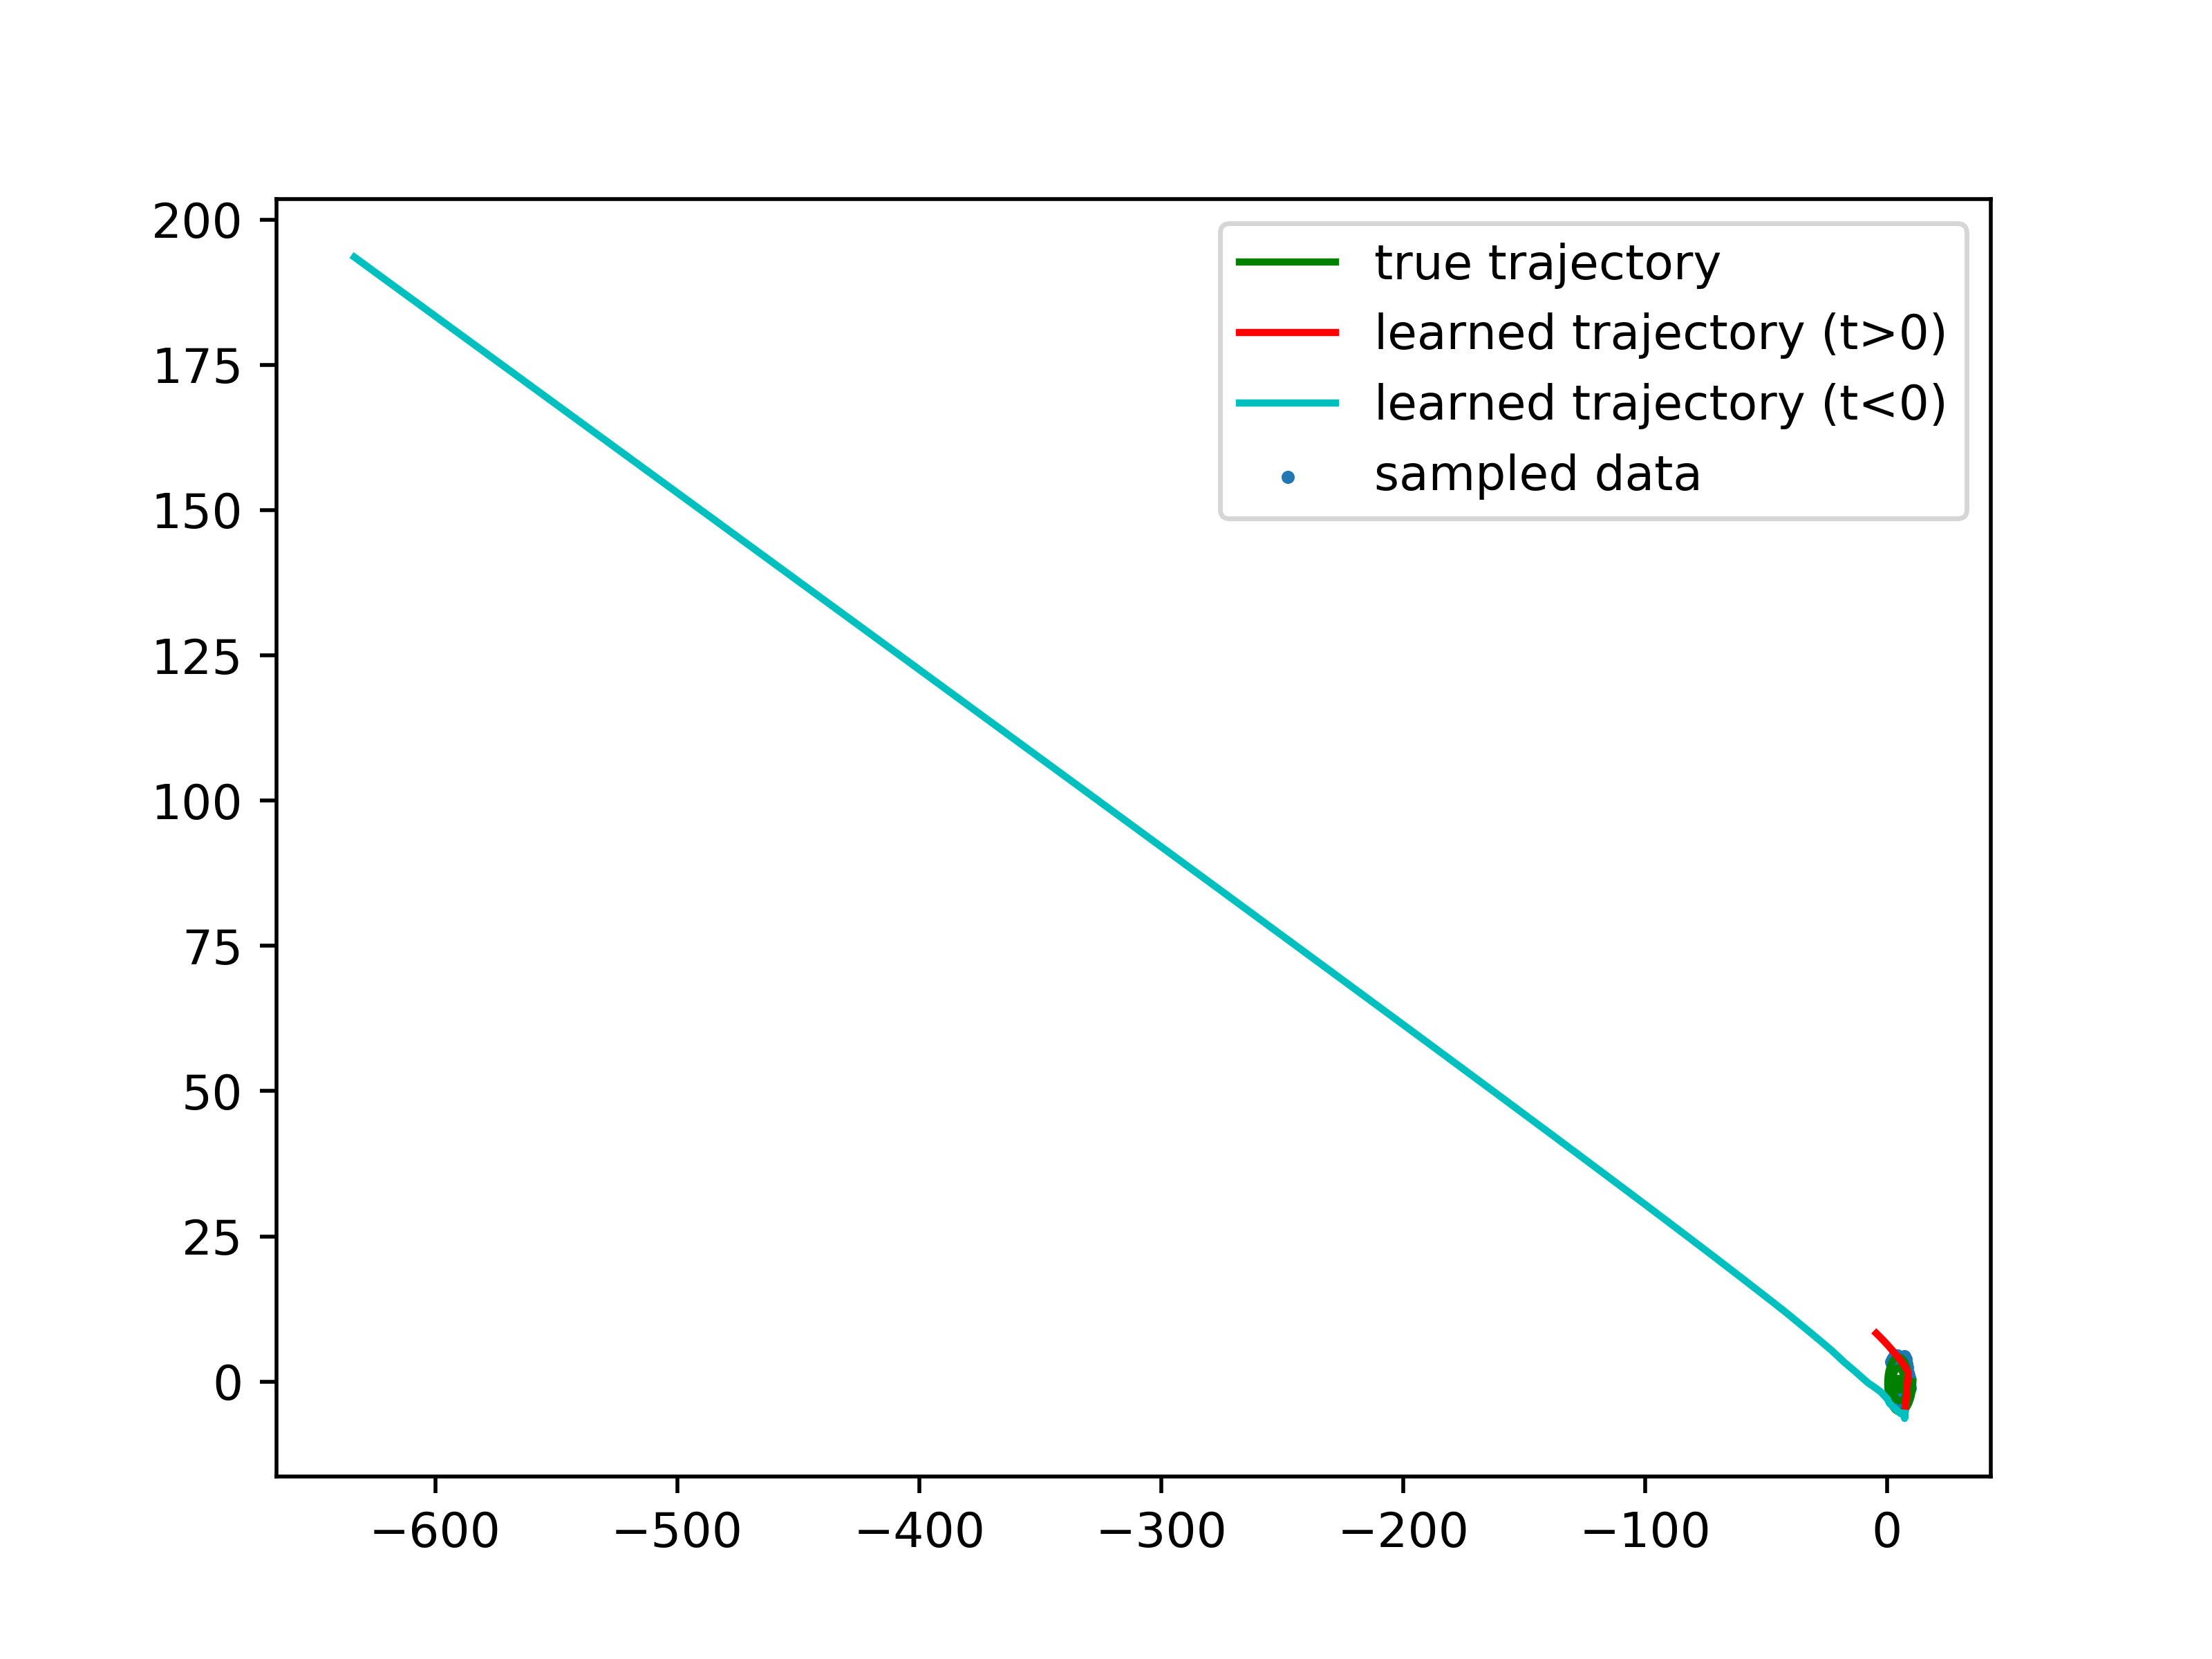 200
175
150
125
100
75
50
25
0
−600 −500 −400 −300 −200 −100 0
true trajectory
learned trajectory (t>0)
learned trajectory (t<0)
sampled data